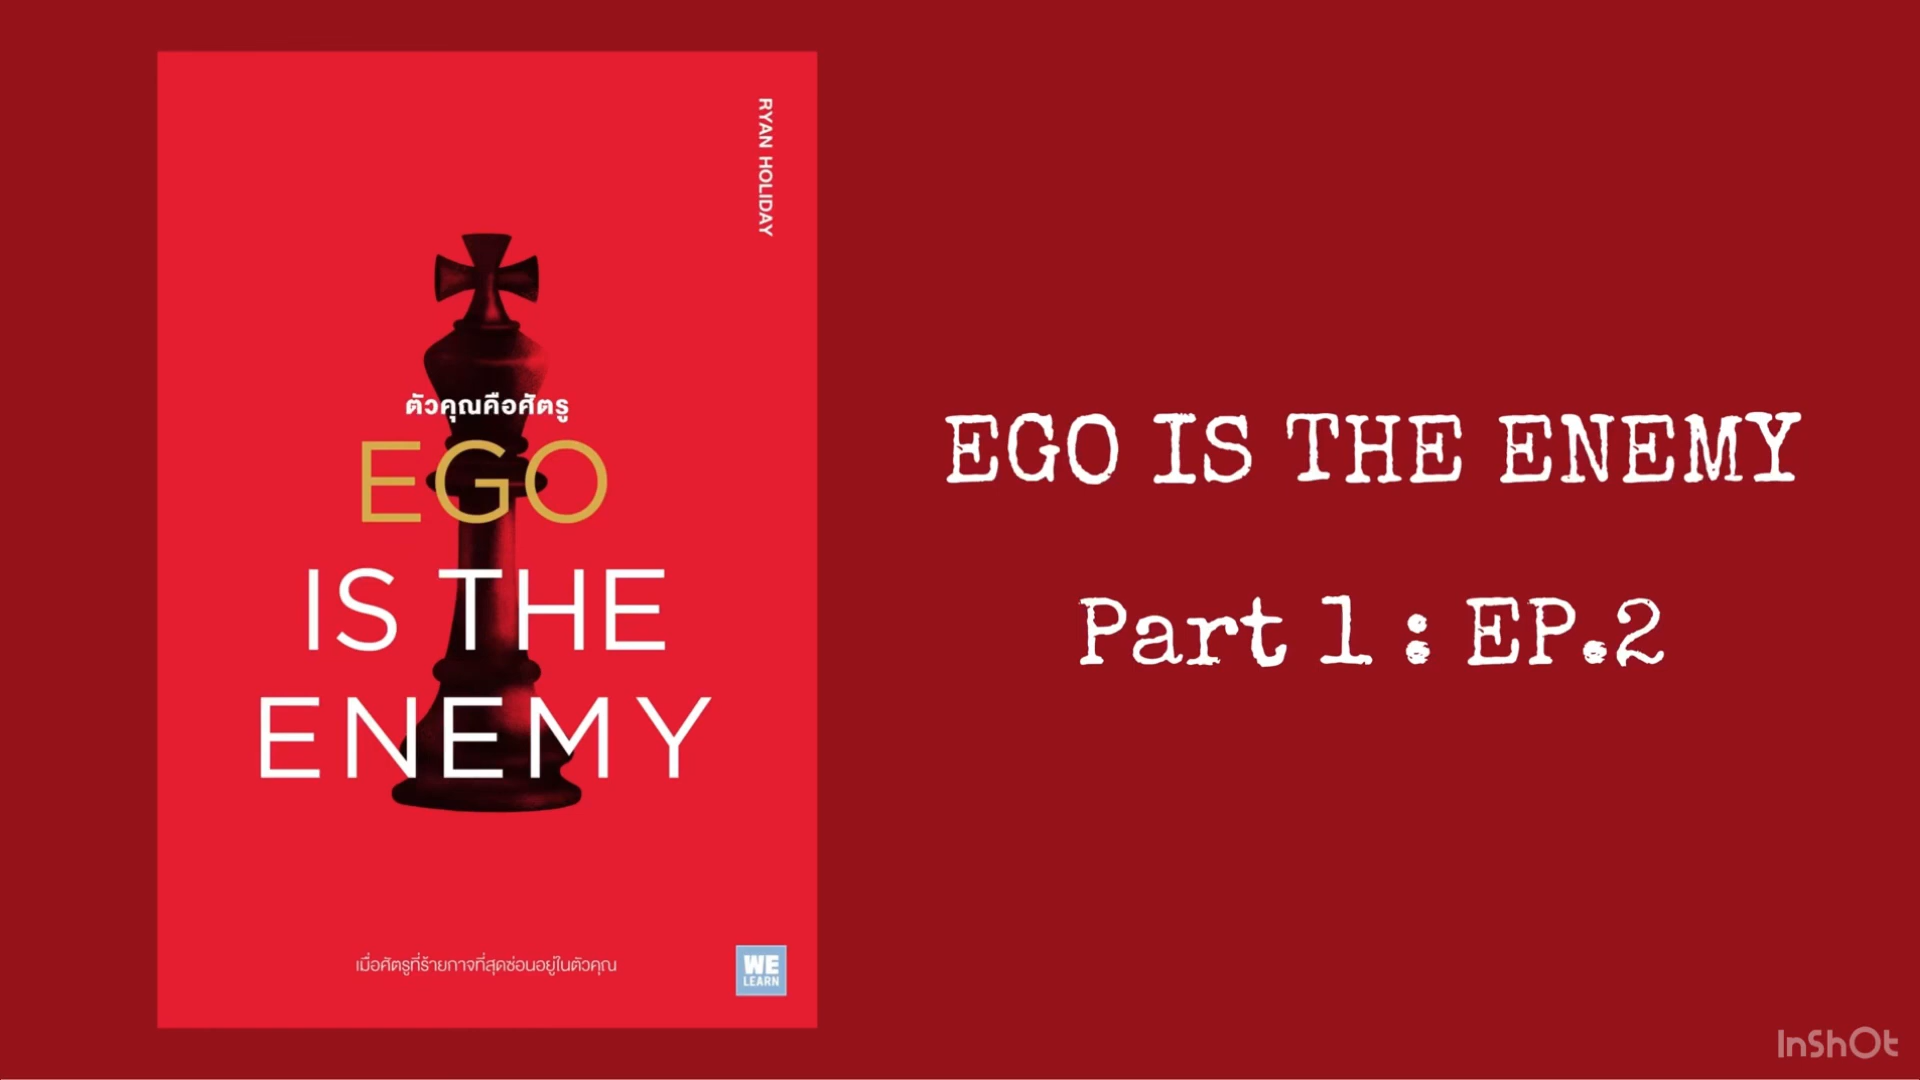 RYAN HOLIDAY
ตัวคุณคือศัตรู
EGO
IS THE
ENEMY
เมื่อศัตรูที่ร้ายกาจที่สุดซ่อนอยู่ในตัวคุณ
WE
LEARN
EGO IS THE ENEMY
Part 1 : EP.2
InShOt